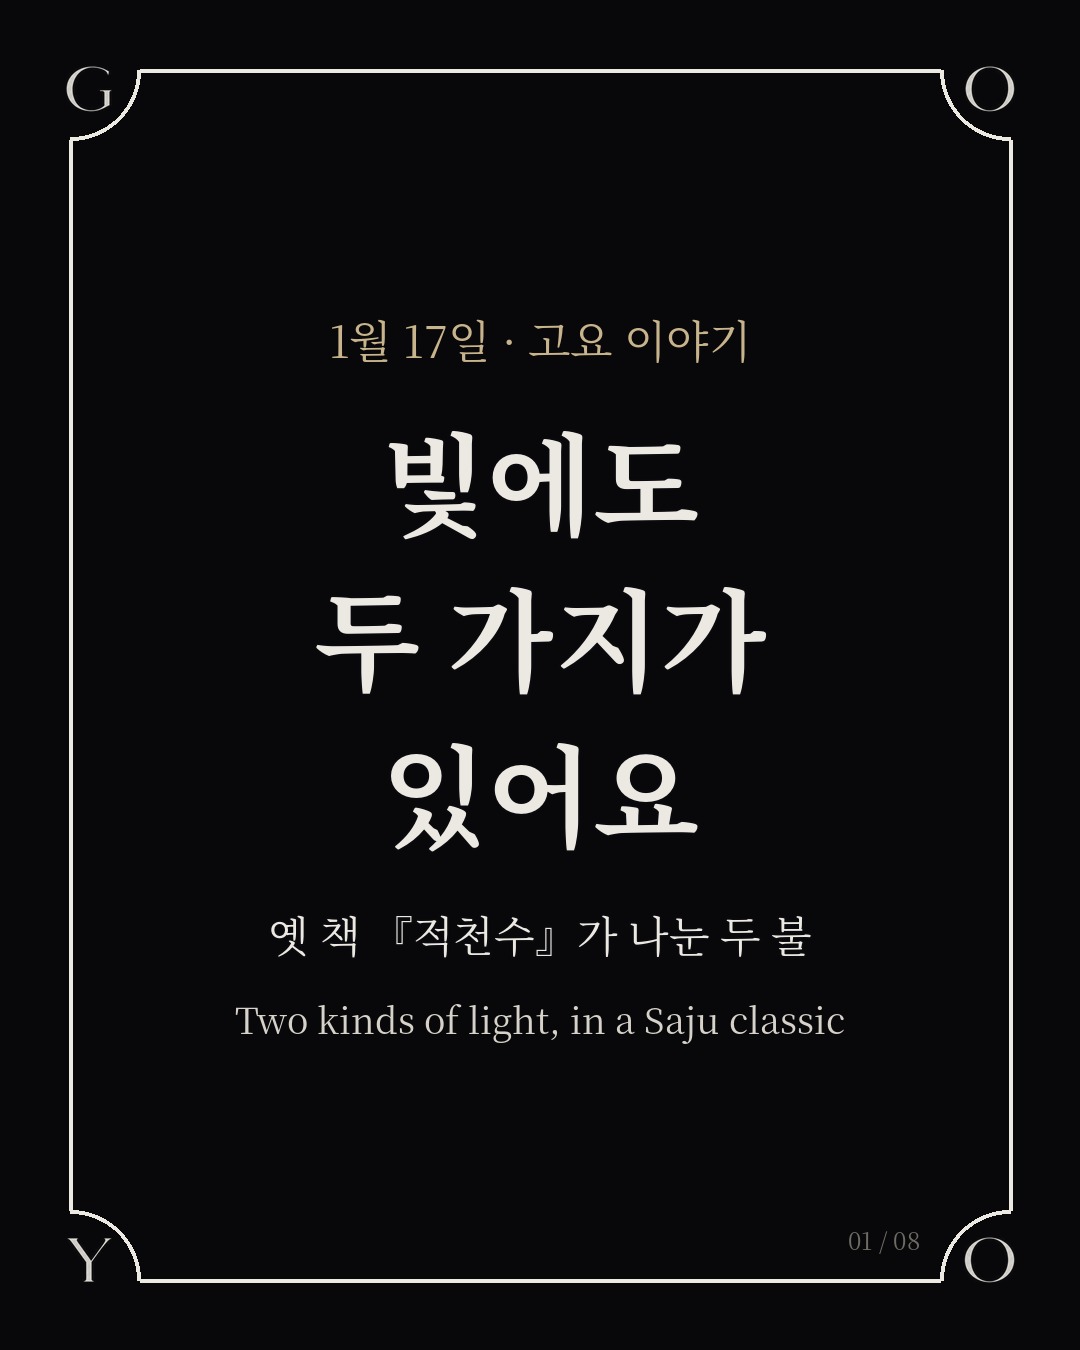 G O
1월 17일 · 고요 이야기
빛에도
두 가지가
있어요
옛 책 『적천수』가 나눈 두 불
Two kinds of light, in a Saju classic
01 / 08
Y O